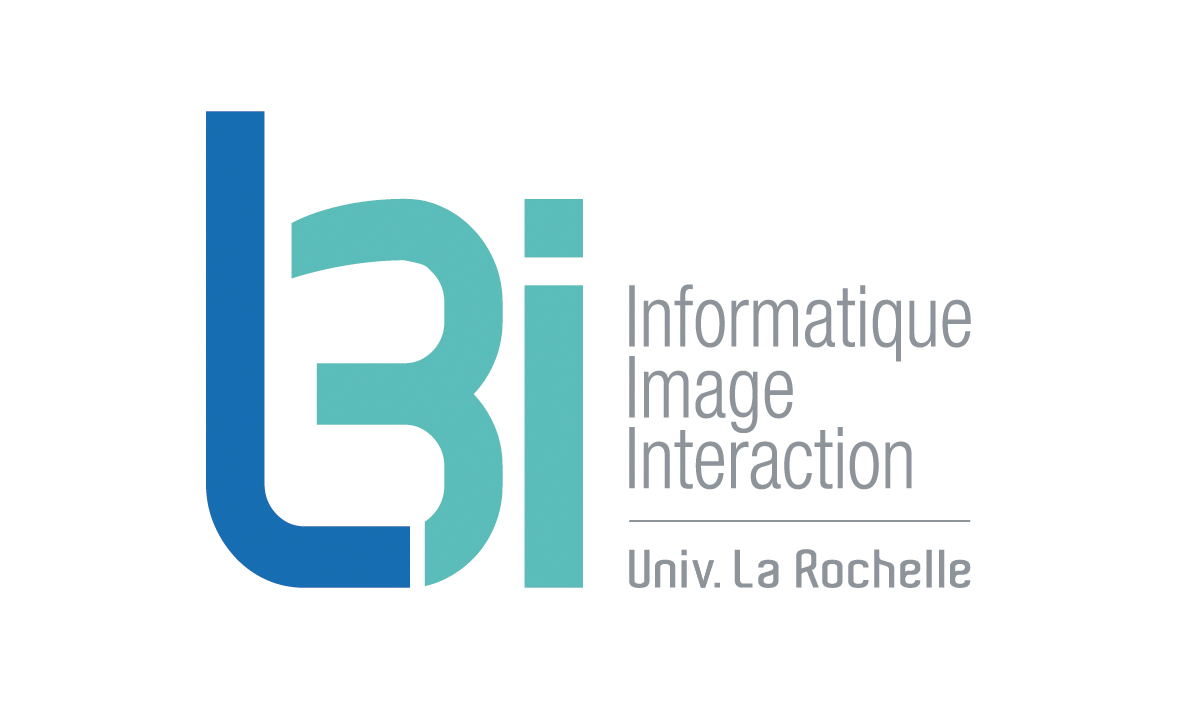 L3i
Informatique
Image
Interaction
Univ. La Rochelle